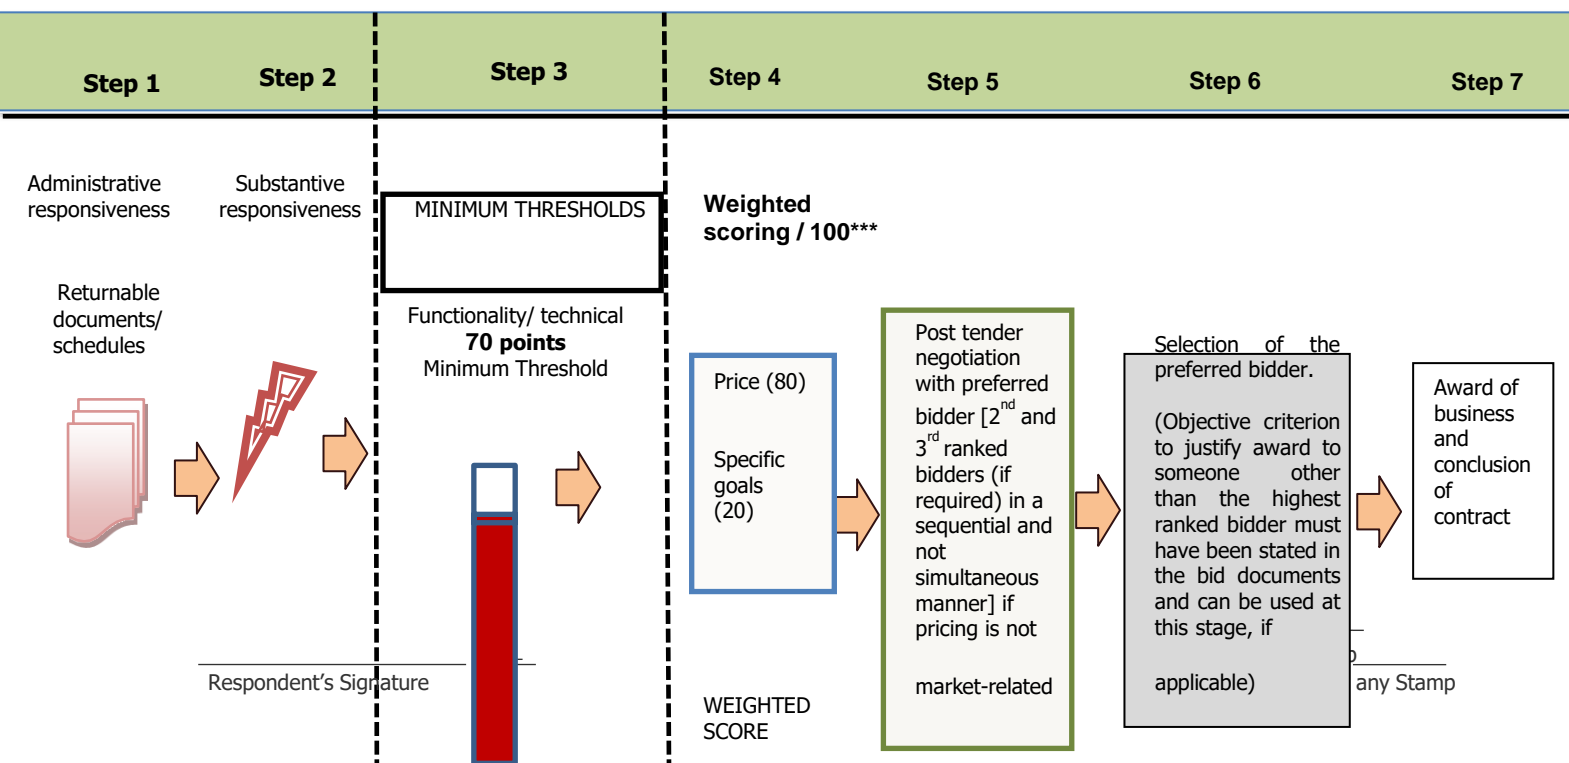 Step 1
Step 2
Step 3
Step 4
Step 5
Step 6
Step 7
Administrative
responsiveness
Substantive
responsiveness
MINIMUM THRESHOLDS
Weighted
scoring / 100***
Returnable
documents/
schedules
Functionality/ technical
70 points
Minimum Threshold
Price (80)
Specific
goals
(20)
WEIGHTED
SCORE
Post tender
negotiation
with preferred
bidder [2nd and
3rd ranked
bidders (if
required) in a
sequential and
not
simultaneous
manner] if
pricing is not
market-related
Selection of the
preferred bidder.
(Objective criterion
to justify award to
someone other
than the highest
ranked bidder must
have been stated in
the bid documents
and can be used at
this stage, if
applicable)
Award of
business
and
conclusion
of
contract
Respondent's Signature
any Stamp